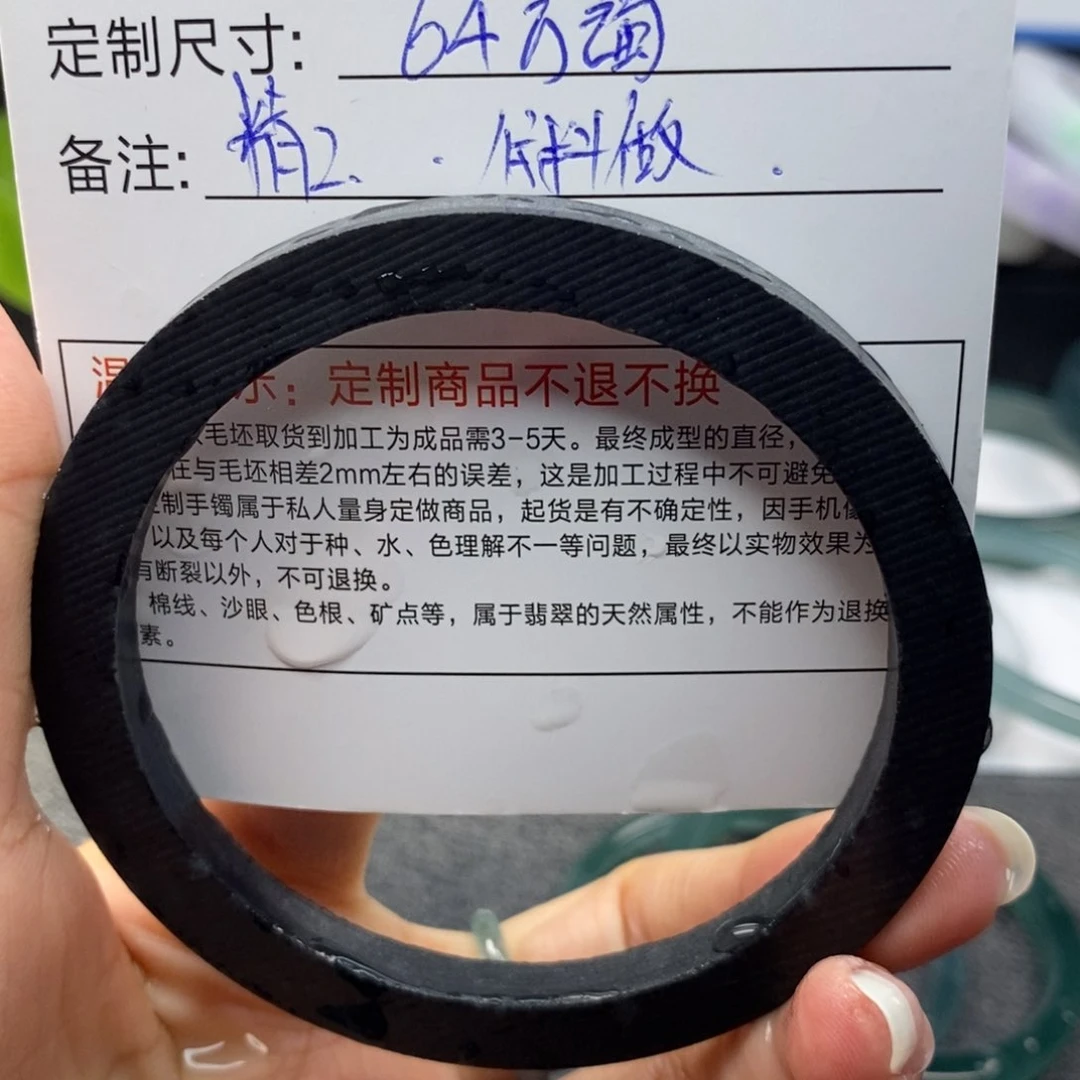 定制尺寸: 64
备注: 精2. 料做.
示：定制商品不退不换
毛坯取货到加工为成品需3-5天。最终成型的直径，
在与毛坯相差2mm左右的误差，这是加工过程中不可避免
制手镯属于私人量身定做商品，起货是有不确定性，因手机
以及每个人对于种、水、色理解不一等问题，最终以实物效果为
有断裂以外，不可退换。
棉线、沙眼、色根、矿点等，属于翡翠的天然属性，不能作为退换
素。